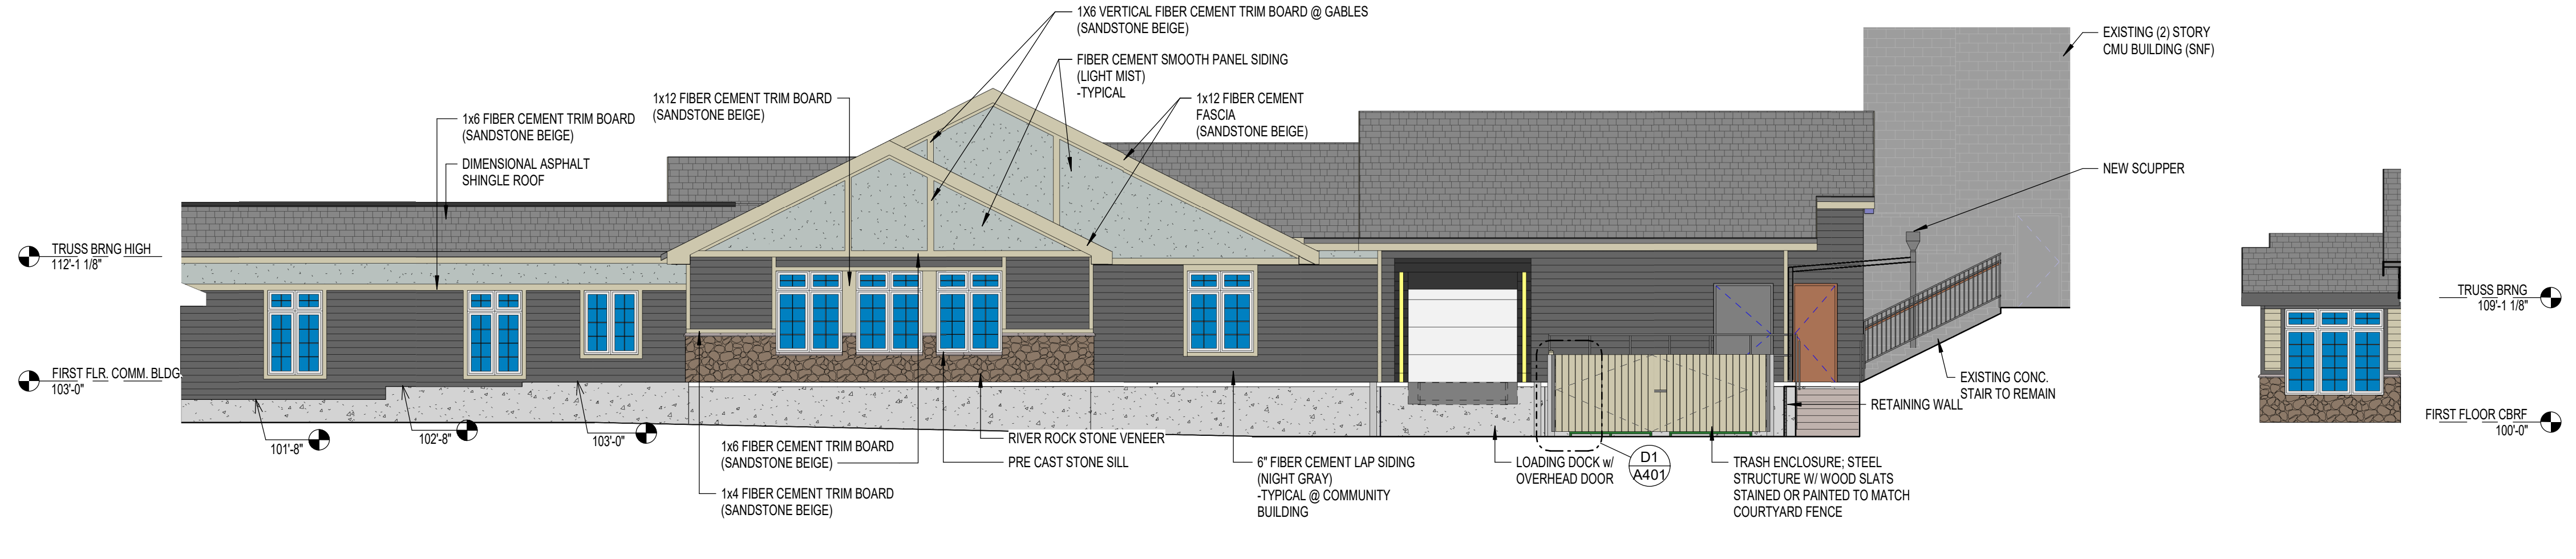 1X6 VERTICAL FIBER CEMENT TRIM BOARD @ GABLES
(SANDSTONE BEIGE)
EXISTING (2) STORY
CMU BUILDING (SNF)
FIBER CEMENT SMOOTH PANEL SIDING
(LIGHT MIST)
-TYPICAL
1x12 FIBER CEMENT TRIM BOARD
(SANDSTONE BEIGE)
1x12 FIBER CEMENT
FASCIA
(SANDSTONE BEIGE)
1x6 FIBER CEMENT TRIM BOARD
(SANDSTONE BEIGE)
DIMENSIONAL ASPHALT
SHINGLE ROOF
NEW SCUPPER
TRUSS BRNG HIGH
112'-1 1/8"
TRUSS BRNG
109'-1 1/8"
FIRST FLR. COMM. BLDG.
103'-0"
EXISTING CONC.
STAIR TO REMAIN
RETAINING WALL
FIRST FLOOR CBRF
100'-0"
101'-8"
102'-8"
103'-0"
RIVER ROCK STONE VENEER
PRE CAST STONE SILL
1x6 FIBER CEMENT TRIM BOARD
(SANDSTONE BEIGE)
1x4 FIBER CEMENT TRIM BOARD
(SANDSTONE BEIGE)
6" FIBER CEMENT LAP SIDING
(NIGHT GRAY)
-TYPICAL @ COMMUNITY
BUILDING
LOADING DOCK w/
OVERHEAD DOOR
D1
A401
TRASH ENCLOSURE; STEEL
STRUCTURE W/ WOOD SLATS
STAINED OR PAINTED TO MATCH
COURTYARD FENCE